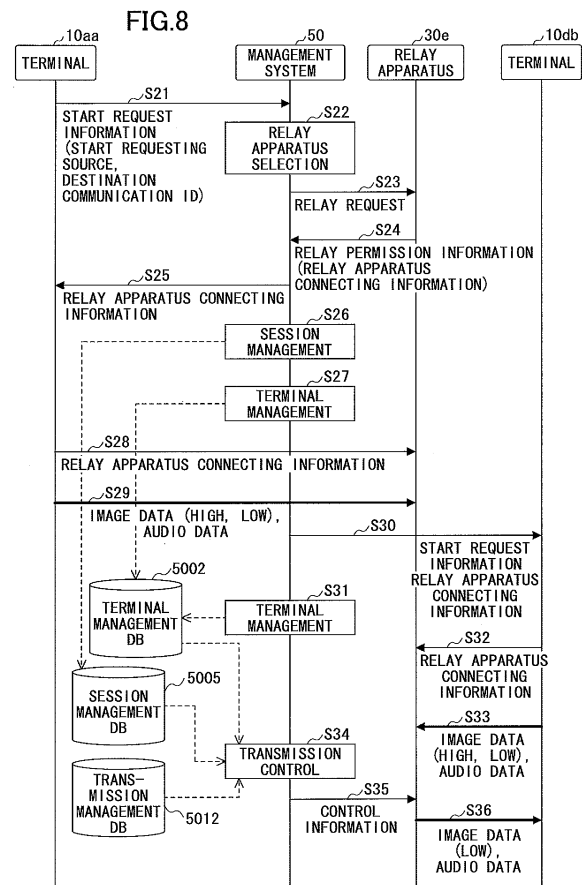 FIG.8
10aa
50
30e
10db
TERMINAL
MANAGEMENT
SYSTEM
RELAY
APPARATUS
TERMINAL
S21
START REQUEST
INFORMATION
(START REQUESTING
SOURCE,
DESTINATION
COMMUNICATION ID)
S22
RELAY
APPARATUS
SELECTION
S23
RELAY REQUEST
S24
RELAY PERMISSION INFORMATION
(RELAY APPARATUS
CONNECTING INFORMATION)
S25
RELAY APPARATUS CONNECTING
INFORMATION
S26
SESSION
MANAGEMENT
S27
TERMINAL
MANAGEMENT
S28
RELAY APPARATUS CONNECTING INFORMATION
S29
IMAGE DATA (HIGH, LOW),
AUDIO DATA
S30
START REQUEST
INFORMATION
RELAY APPARATUS
CONNECTING
INFORMATION
5002
TERMINAL
MANAGEMENT
DB
S31
TERMINAL
MANAGEMENT
S32
RELAY APPARATUS
CONNECTING
INFORMATION
5005
SESSION
MANAGEMENT
DB
S33
IMAGE DATA
(HIGH, LOW),
AUDIO DATA
S34
TRANSMISSION
CONTROL
TRANS-
MISSION
MANAGEMENT
DB
5012
S35
CONTROL
INFORMATION
S36
IMAGE DATA
(LOW),
AUDIO DATA